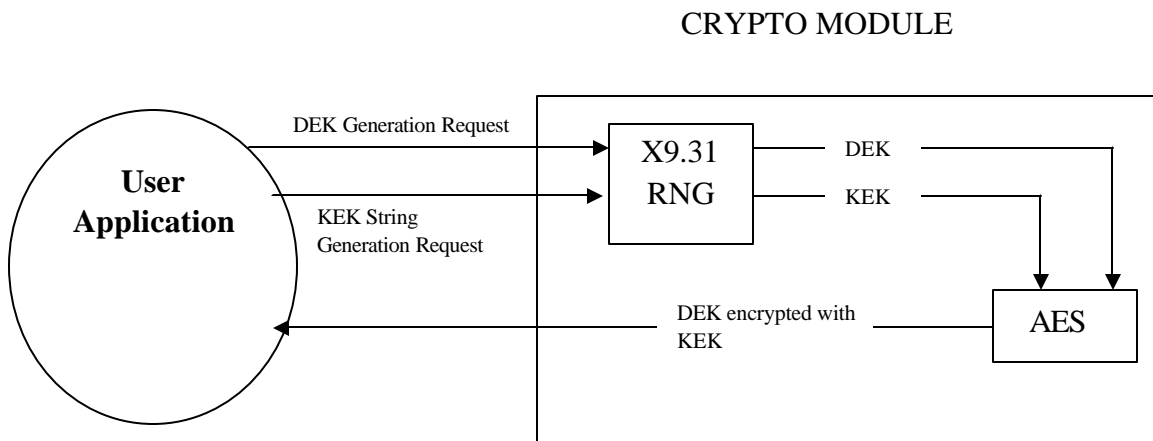 CRYPTO MODULE
DEK Generation Request
User
Application
X9.31
RNG
DEK
KEK
KEK String
Generation Request
DEK encrypted with
KEK
AES